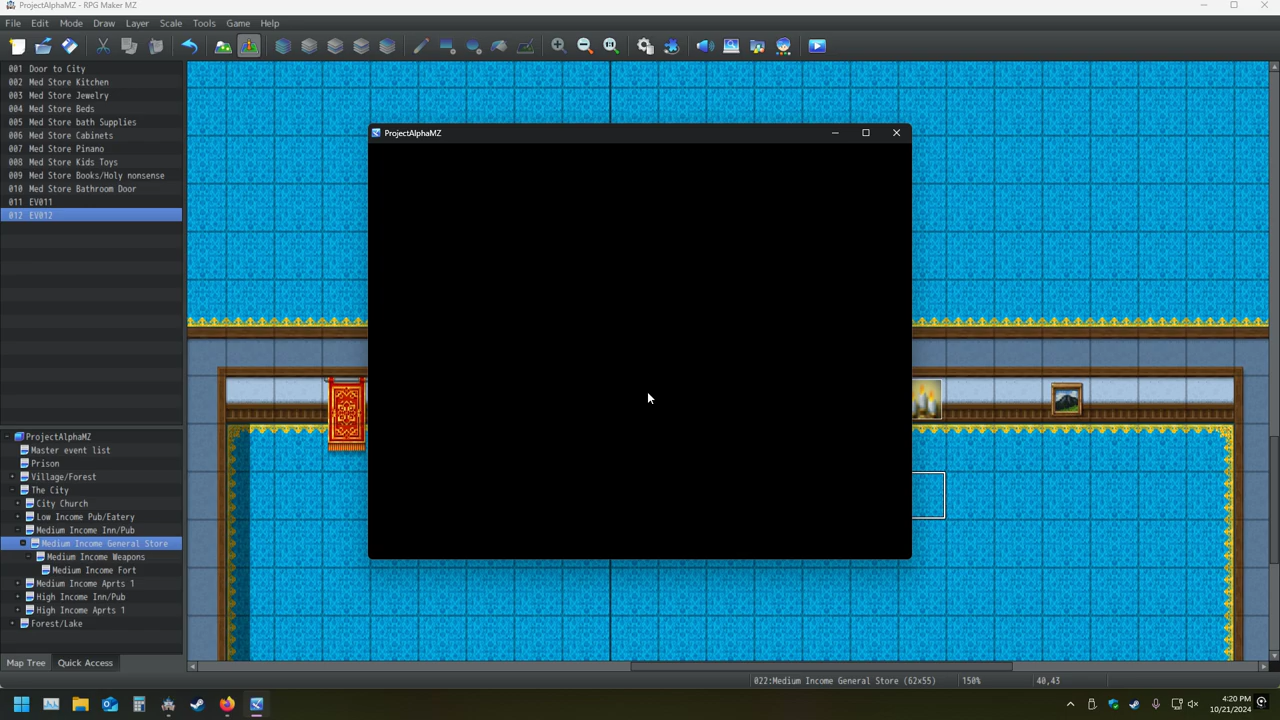 ProjectAlphaMZ - RPG Maker MZ
File Edit Mode Draw Layer Scale Tools Game Help
001 Door to City
002 Med Store Kitchen
003 Med Store Jewelry
004 Med Store Beds
005 Med Store bath Supplies
006 Med Store Cabinets
007 Med Store Pinano
008 Med Store Kids Toys
009 Med Store Books/Holy nonsense
010 Med Store Bathroom Door
011 EV011
012 EV012
ProjectAlphaMZ
ProjectAlphaMZ
Master event list
Prison
Village/Forest
The City
City Church
Low Income Pub/Eatery
Medium Income Inn/Pub
Medium Income General Store
Medium Income Weapons
Medium Income Fort
Medium Income Aprts 1
High Income Inn/Pub
High Income Aprts 1
Forest/Lake
Map Tree Quick Access
022:Medium Income General Store (62x55) 150% 40,43
4:20 PM
10/21/2024